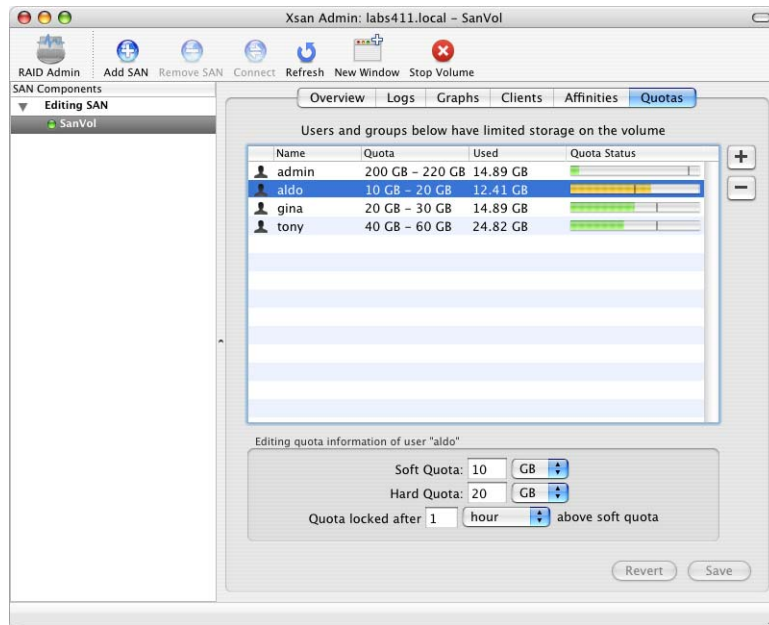 Xsan Admin: labs411.local – SanVol
RAID Admin Add SAN Remove SAN Connect Refresh New Window Stop Volume
SAN Components
Editing SAN
SanVol
Overview Logs Graphs Clients Affinities Quotas
Users and groups below have limited storage on the volume
Name Quota Used Quota Status
admin 200 GB – 220 GB 14.89 GB
aldo 10 GB – 20 GB 12.41 GB
gina 20 GB – 30 GB 14.89 GB
tony 40 GB – 60 GB 24.82 GB
Editing quota information of user "aldo"
Soft Quota: 10 GB
Hard Quota: 20 GB
Quota locked after 1 hour above soft quota
Revert Save